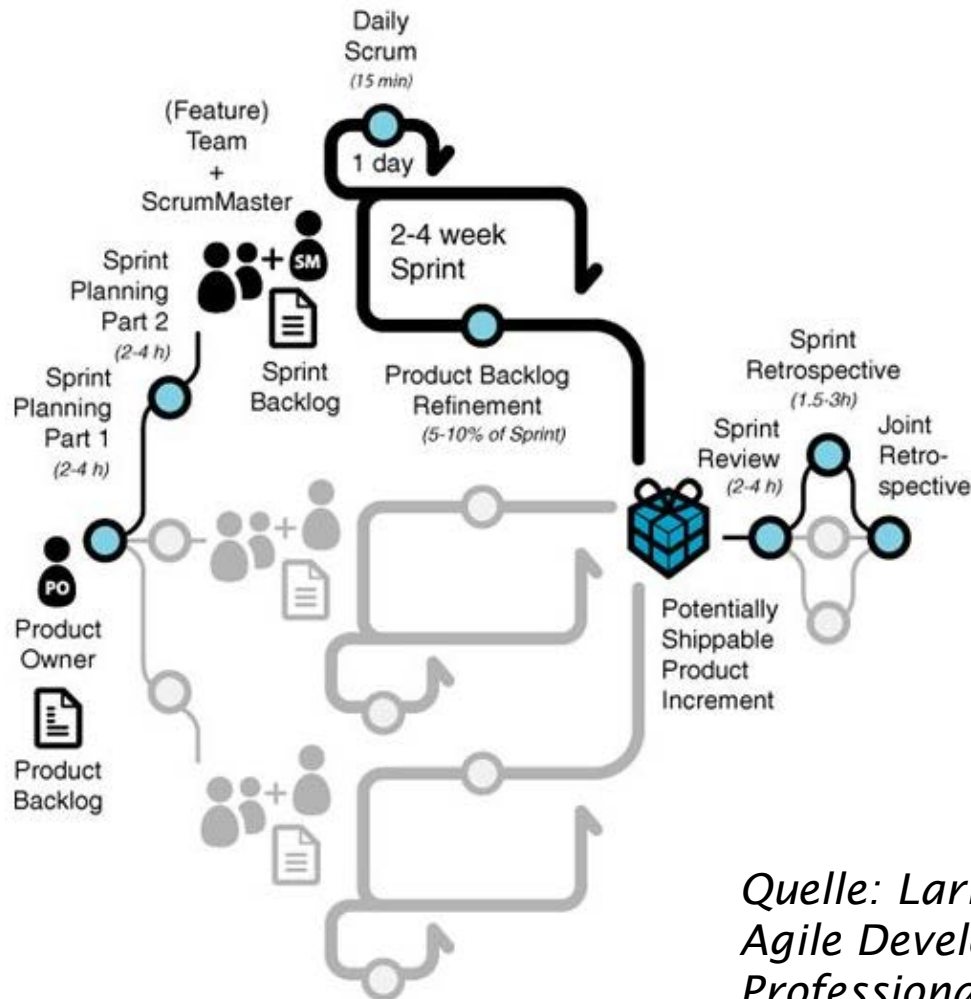 Daily
Scrum
(15 min)
1 day
(Feature)
Team
+
ScrumMaster
+
SM
2-4 week
Sprint
Sprint
Planning
Part 2
(2-4 h)
Sprint
Backlog
Sprint
Planning
Part 1
(2-4 h)
Product Backlog
Refinement
(5-10% of Sprint)
Sprint
Retrospective
(1.5-3h)
Sprint
Review
(2-4 h)
Joint
Retro-
spective
+
PO
Product
Owner
Product
Backlog
Potentially
Shippable
Product
Increment
+
Quelle:
Agile